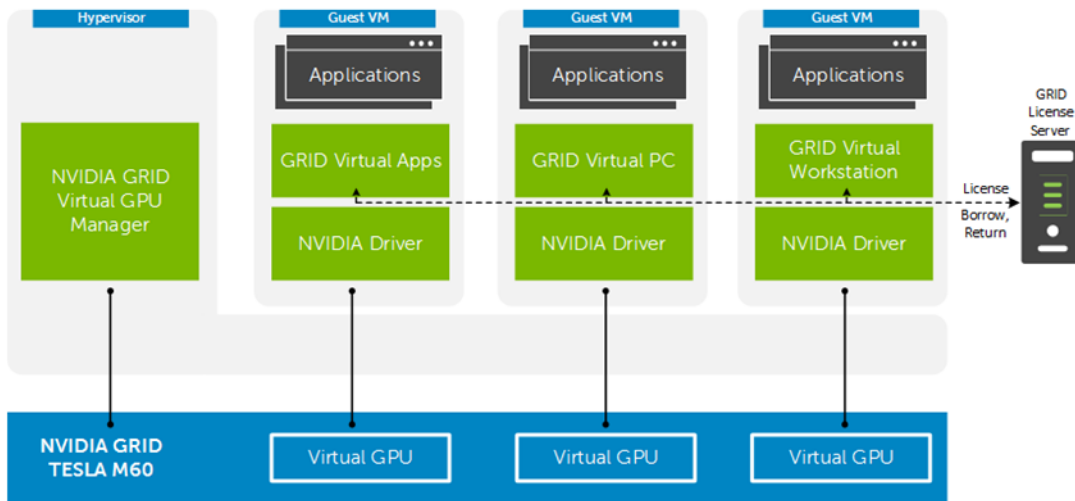 Hypervisor
Guest VM
Guest VM
Guest VM
Applications
Applications
Applications
NVIDIA GRID
Virtual GPU
Manager
GRID Virtual Apps
GRID Virtual PC
GRID Virtual
Workstation
NVIDIA Driver
NVIDIA Driver
NVIDIA Driver
GRID
License
Server
License
Borrow,
Return
NVIDIA GRID
TESLA M60
Virtual GPU
Virtual GPU
Virtual GPU